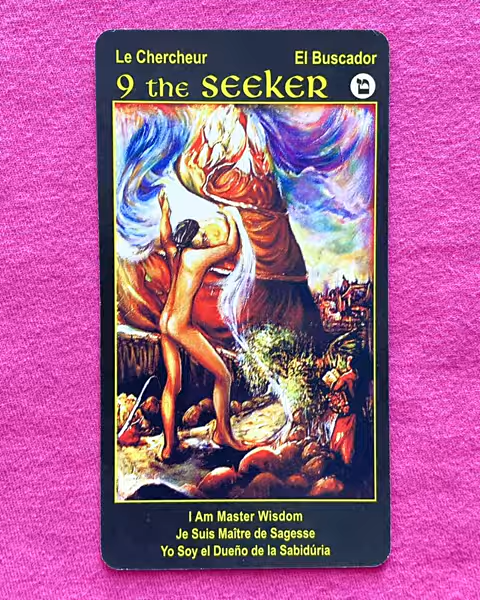 Le Chercheur El Buscador
9 the SEEKER ט
I Am Master Wisdom
Je Suis Maître de Sagesse
Yo Soy el Dueño de la Sabidúria